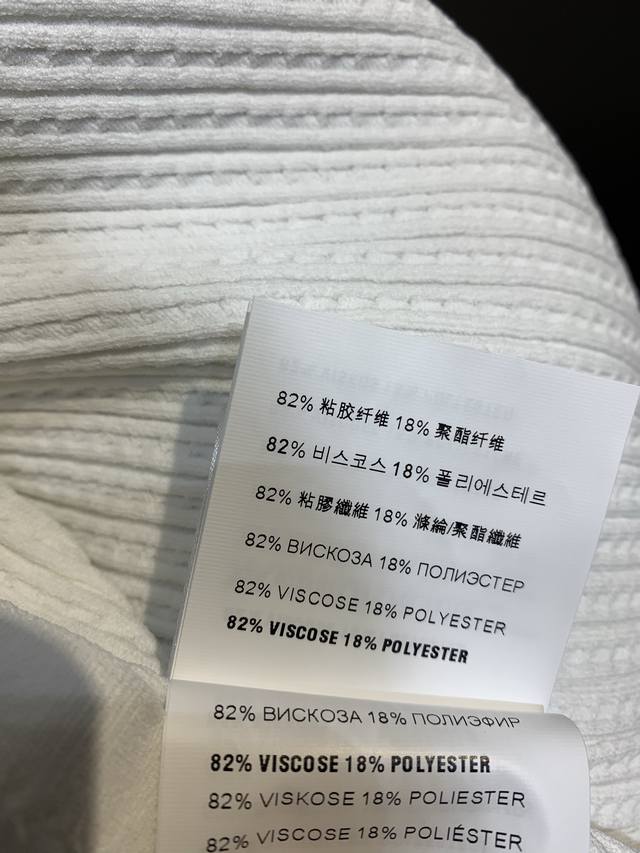 82% 粘胶纤维 18% 聚酯纤维
82% 비스코스 18% 폴리에스테르
82% 粘膠纖維 18% 滌綸/聚酯纖維
82% ВИСКОЗА 18% ПОЛИЭСТЕР
82% VISCOSE 18% POLYESTER
82% VISCOSE 18% POLYESTER
82% ВИСКОЗА 18% ПОЛИЭФИР
82% VISCOSE 18% POLYESTER
82% VISKOSE 18% POLIESTER
82% VISCOSE 18% POLIÉSTER